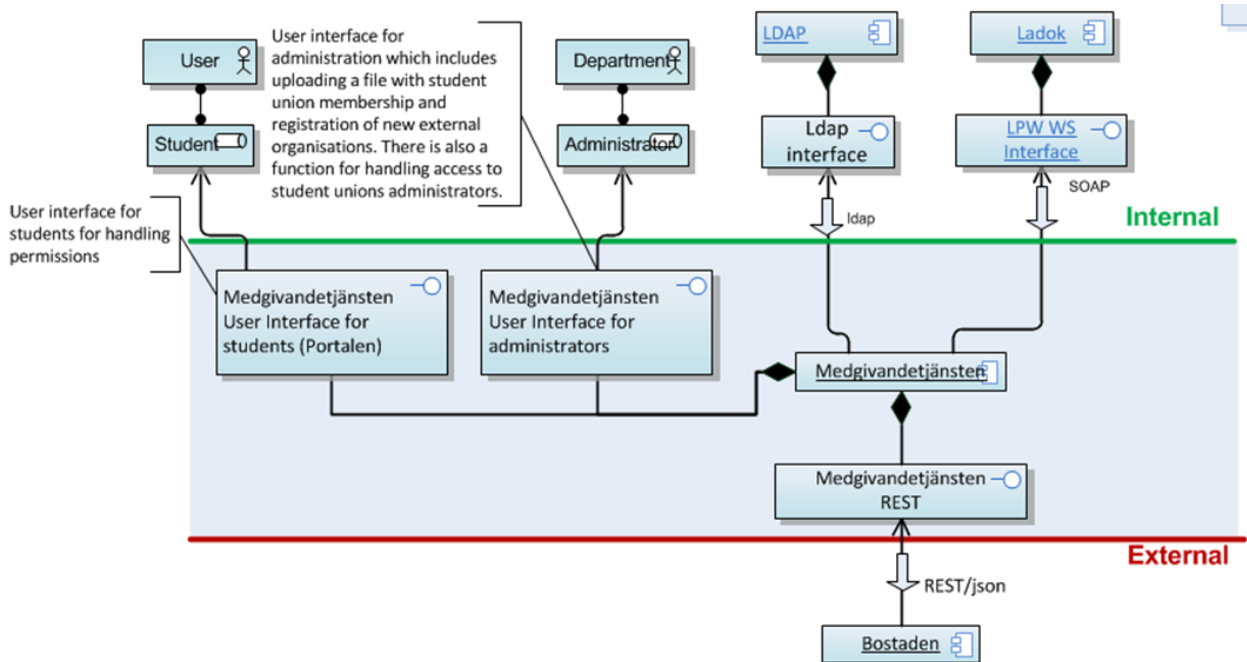 User
Student
User interface for
administration which includes
uploading a file with student
union membership and
registration of new external
organisations. There is also a
function for handling access to
student unions administrators.
Department
Administrator
LDAP
Ladok
Ldap
interface
LPW WS
Interface
ldap
SOAP
User interface for
students for handling
permissions
Internal
Medgivandetjänsten
User Interface for
students (Portalen)
Medgivandetjänsten
User Interface for
administrators
Medgivandetjänsten
Medgivandetjänsten
REST
External
REST/json
Bostaden